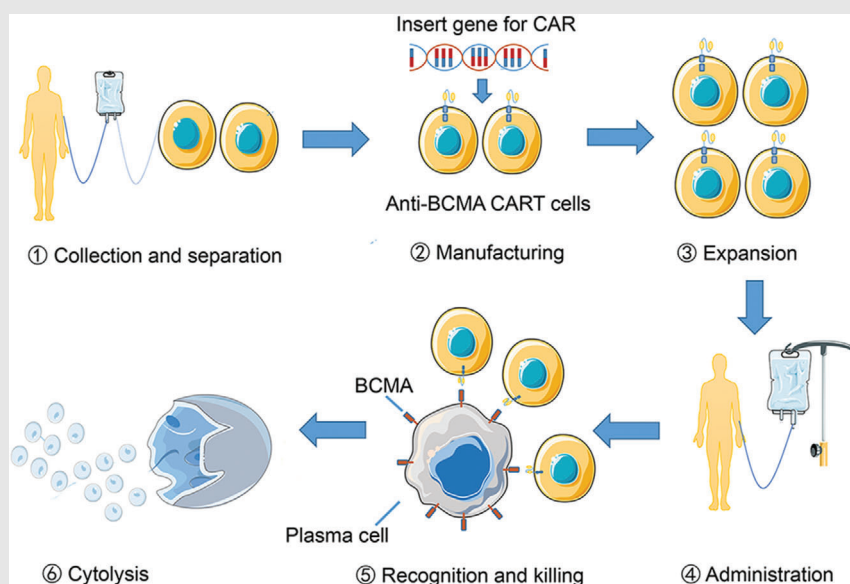 Insert gene for CAR
Anti-BCMA CART cells
① Collection and separation
② Manufacturing
③ Expansion
BCMA
Plasma cell
⑥ Cytolysis
⑤ Recognition and killing
④ Administration